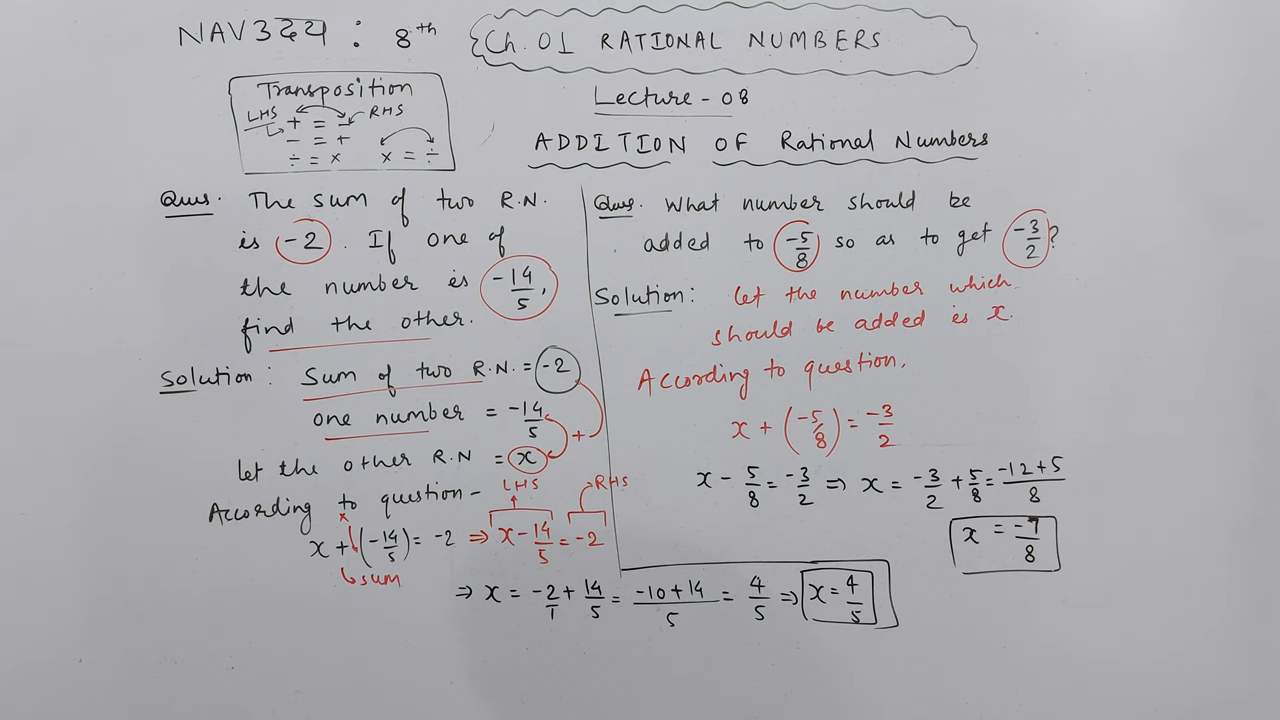 NAV322 : 8th
Ch. 01 RATIONAL NUMBERS
Lecture - 08
ADDITION OF Rational Numbers
Transposition
LHS + = - RHS
- = +
÷ = × × = ÷
Ques. The sum of two R.N.
is -2. If one of
the number is -14/5,
find the other.
Solution : Sum of two R.N. = -2
one number = -14/5
+
let the other R.N = x
According to question -
x + (-14/5) = -2 ⇒ x - 14/5 = -2
LHS RHS
x
↳ sum
⇒ x = -2/1 + 14/5 = -10+14/5 = 4/5 ⇒ x = 4/5
Ques. What number should be
added to -5/8 so as to get -3/2?
Solution: let the number which
should be added is x.
According to question,
x + (-5/8) = -3/2
x - 5/8 = -3/2 ⇒ x = -3/2 + 5/8 = -12+5/8
x = -7/8